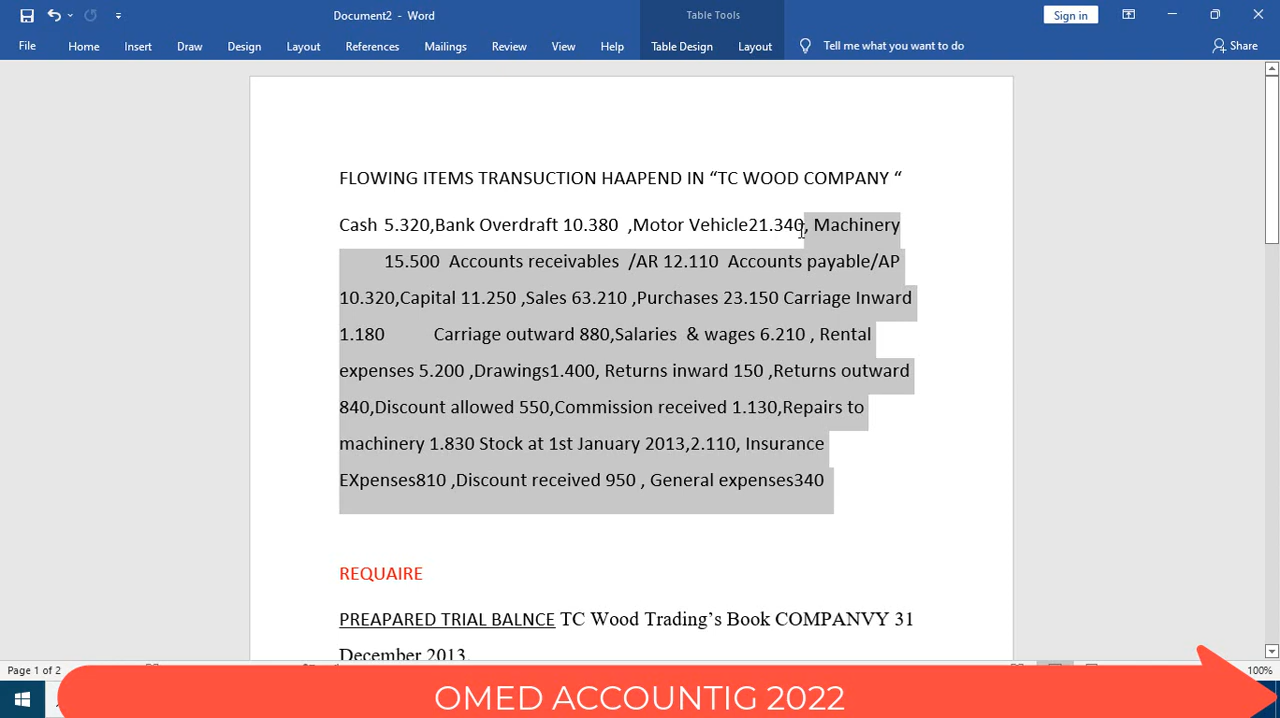 Document2 - Word
Table Tools
Sign in
File Home Insert Draw Design Layout References Mailings Review View Help Table Design Layout Tell me what you want to do Share
FLOWING ITEMS TRANSUCTION HAAPEND IN “TC WOOD COMPANY “
Cash 5.320,Bank Overdraft 10.380 ,Motor Vehicle21.340, Machinery
15.500 Accounts receivables /AR 12.110 Accounts payable/AP
10.320,Capital 11.250 ,Sales 63.210 ,Purchases 23.150 Carriage Inward
1.180 Carriage outward 880,Salaries & wages 6.210 , Rental
expenses 5.200 ,Drawings1.400, Returns inward 150 ,Returns outward
840,Discount allowed 550,Commission received 1.130,Repairs to
machinery 1.830 Stock at 1st January 2013,2.110, Insurance
EXpenses810 ,Discount received 950 , General expenses340
REQUAIRE
PREAPARED TRIAL BALNCE TC Wood Trading’s Book COMPANVY 31
December 2013.
Page 1 of 2
100%
OMED ACCOUNTIG 2022